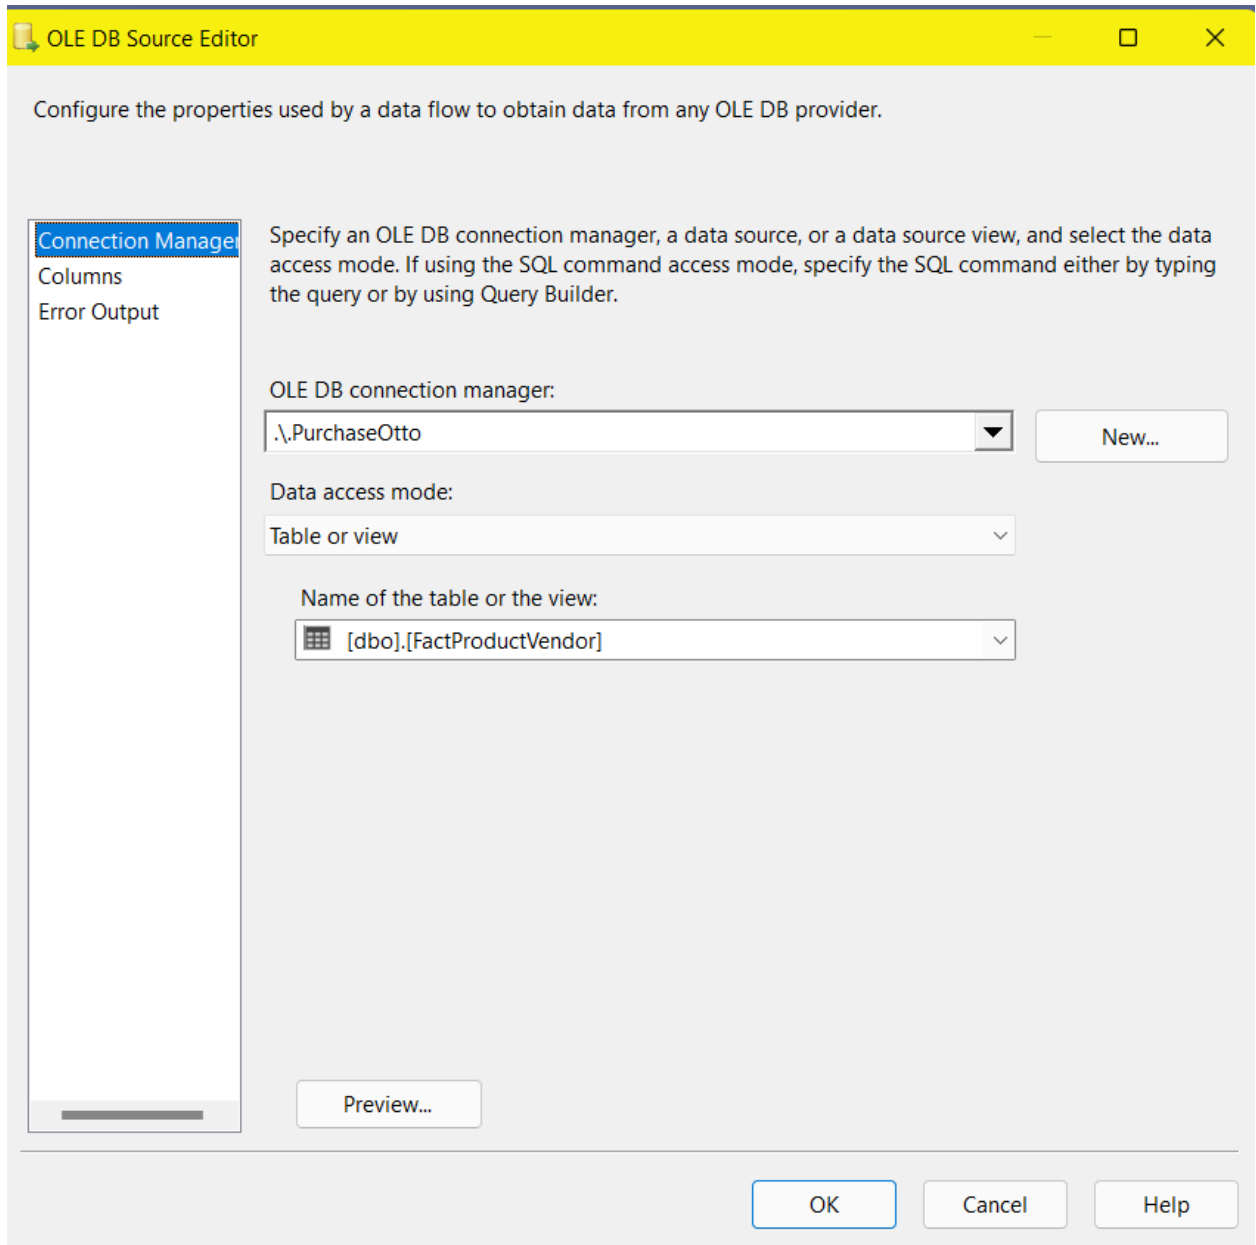 OLE DB Source Editor
Configure the properties used by a data flow to obtain data from any OLE DB provider.
Connection Manager
Columns
Error Output
Specify an OLE DB connection manager, a data source, or a data source view, and select the data
access mode. If using the SQL command access mode, specify the SQL command either by typing
the query or by using Query Builder.
OLE DB connection manager:
.\.PurchaseOtto
New...
Data access mode:
Table or view
Name of the table or the view:
[dbo].[FactProductVendor]
Preview...
OK
Cancel
Help